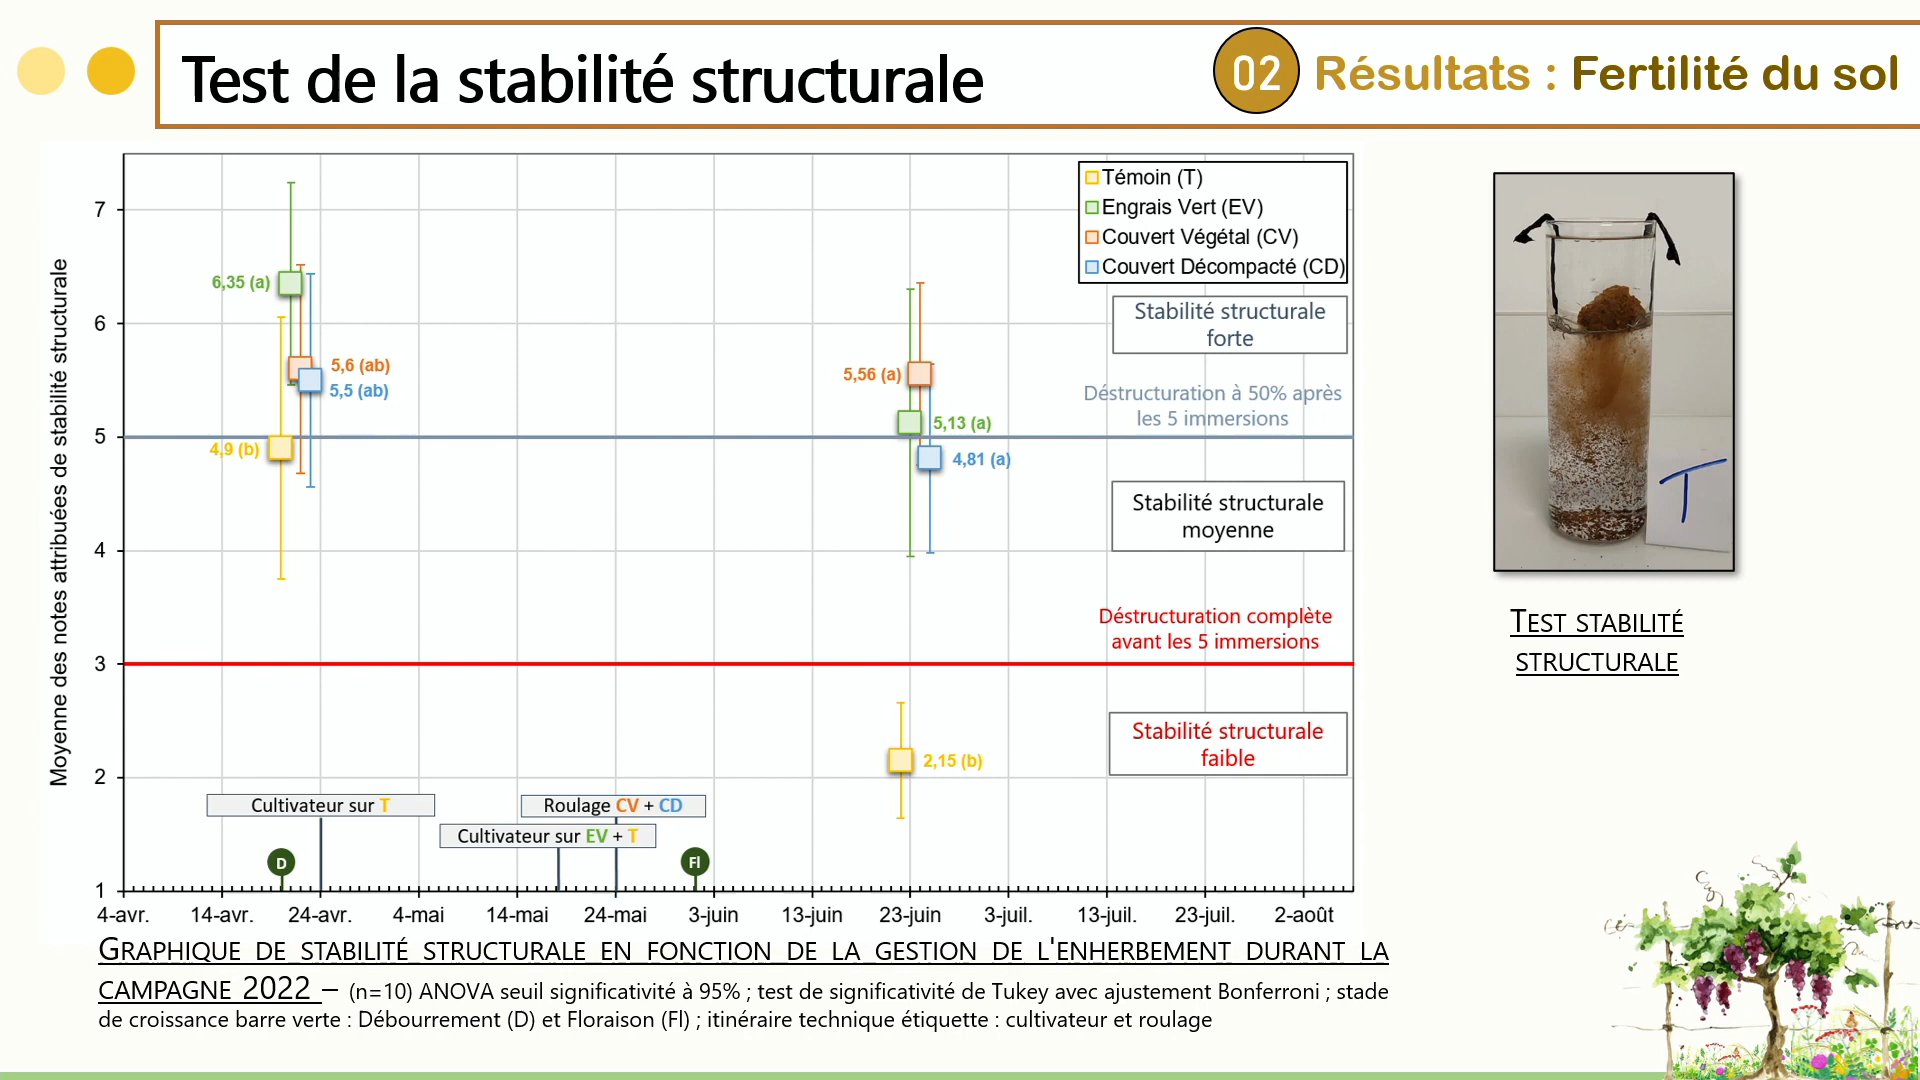 Test de la stabilité structurale
02 Résultats : Fertilité du sol
Moyenne des notes attribuées de stabilité structurale
7
6
5
4
3
2
1
4-avr. 14-avr. 24-avr. 4-mai 14-mai 24-mai 3-juin 13-juin 23-juin 3-juil. 13-juil. 23-juil. 2-août
Témoin (T)
Engrais Vert (EV)
Couvert Végétal (CV)
Couvert Décompacté (CD)
6,35 (a)
5,6 (ab)
5,5 (ab)
4,9 (b)
5,56 (a)
5,13 (a)
4,81 (a)
2,15 (b)
Stabilité structurale
forte
Déstructuration à 50% après
les 5 immersions
Stabilité structurale
moyenne
Déstructuration complète
avant les 5 immersions
Stabilité structurale
faible
Cultivateur sur T
Roulage CV + CD
Cultivateur sur EV + T
D
Fl
T
TEST STABILITÉ
STRUCTURALE
GRAPHIQUE DE STABILITÉ STRUCTURALE EN FONCTION DE LA GESTION DE L'ENHERBEMENT DURANT LA
CAMPAGNE 2022 – (n=10) ANOVA seuil significativité à 95% ; test de significativité de Tukey avec ajustement Bonferroni ; stade
de croissance barre verte : Débourrement (D) et Floraison (Fl) ; itinéraire technique étiquette : cultivateur et roulage